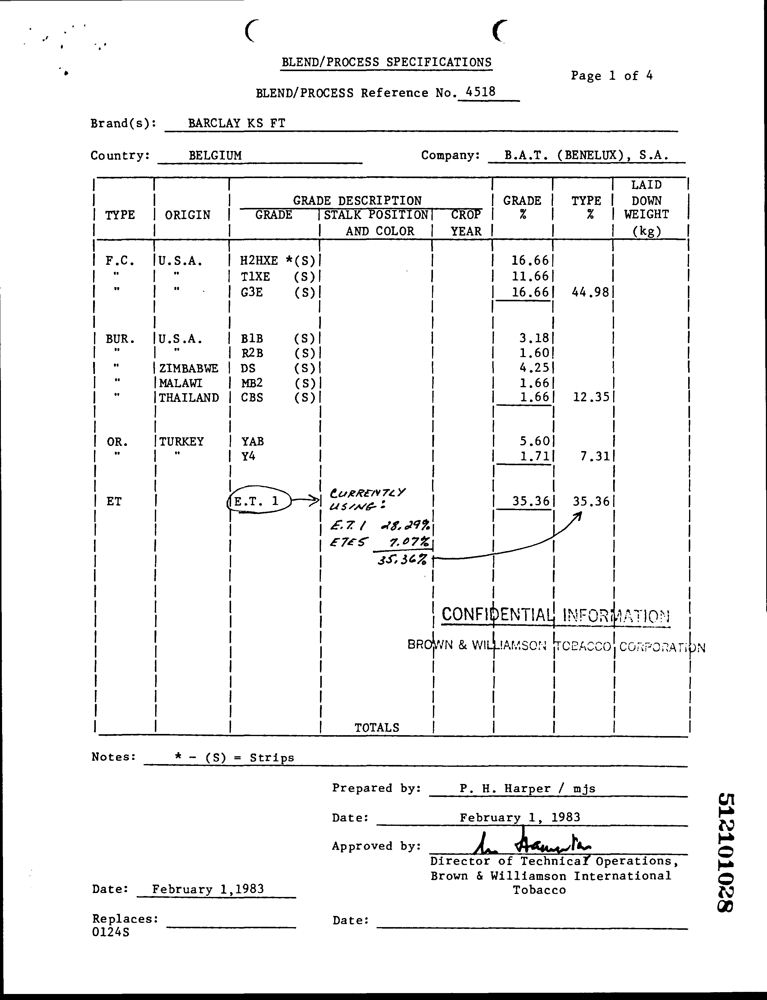 BLEND/PROCESS SPECIFICATIONS
Page 1 of 4
BLEND/PROCESS Reference No. 4518
Brand(s): BARCLAY KS FT
Country: BELGIUM Company: B.A.T. (BENELUX), S.A.
LAID
GRADE DESCRIPTION GRADE TYPE DOWN
TYPE ORIGIN GRADE STALK POSITION CROP % % WEIGHT
AND COLOR YEAR (kg)
F.C. U.S.A. H2HXE *(S) 16.66
" " T1XE (S) 11.66
" " G3E (S) 16.66 44.98
BUR. U.S.A. B1B (S) 3.18
" " R2B (S) 1.60
" ZIMBABWE DS (S) 4.25
" MALAWI MB2 (S) 1.66
" THAILAND CBS (S) 1.66 12.35
OR. TURKEY YAB 5.60
" " Y4 1.71 7.31
ET E.T. 1 CURRENTLY 35.36 35.36
USING:
E.T. 1 28.29%
ETES 7.07%
35.36%
CONFIDENTIAL INFORMATION
BROWN & WILLIAMSON TOBACCO CORPORATION
TOTALS
Notes: * - (S) = Strips
Prepared by: P. H. Harper / mjs
Date: February 1, 1983
Approved by:
Director of Technical Operations,
Brown & Williamson International
Date: February 1,1983 Tobacco
Replaces: Date:
0124S
512101028